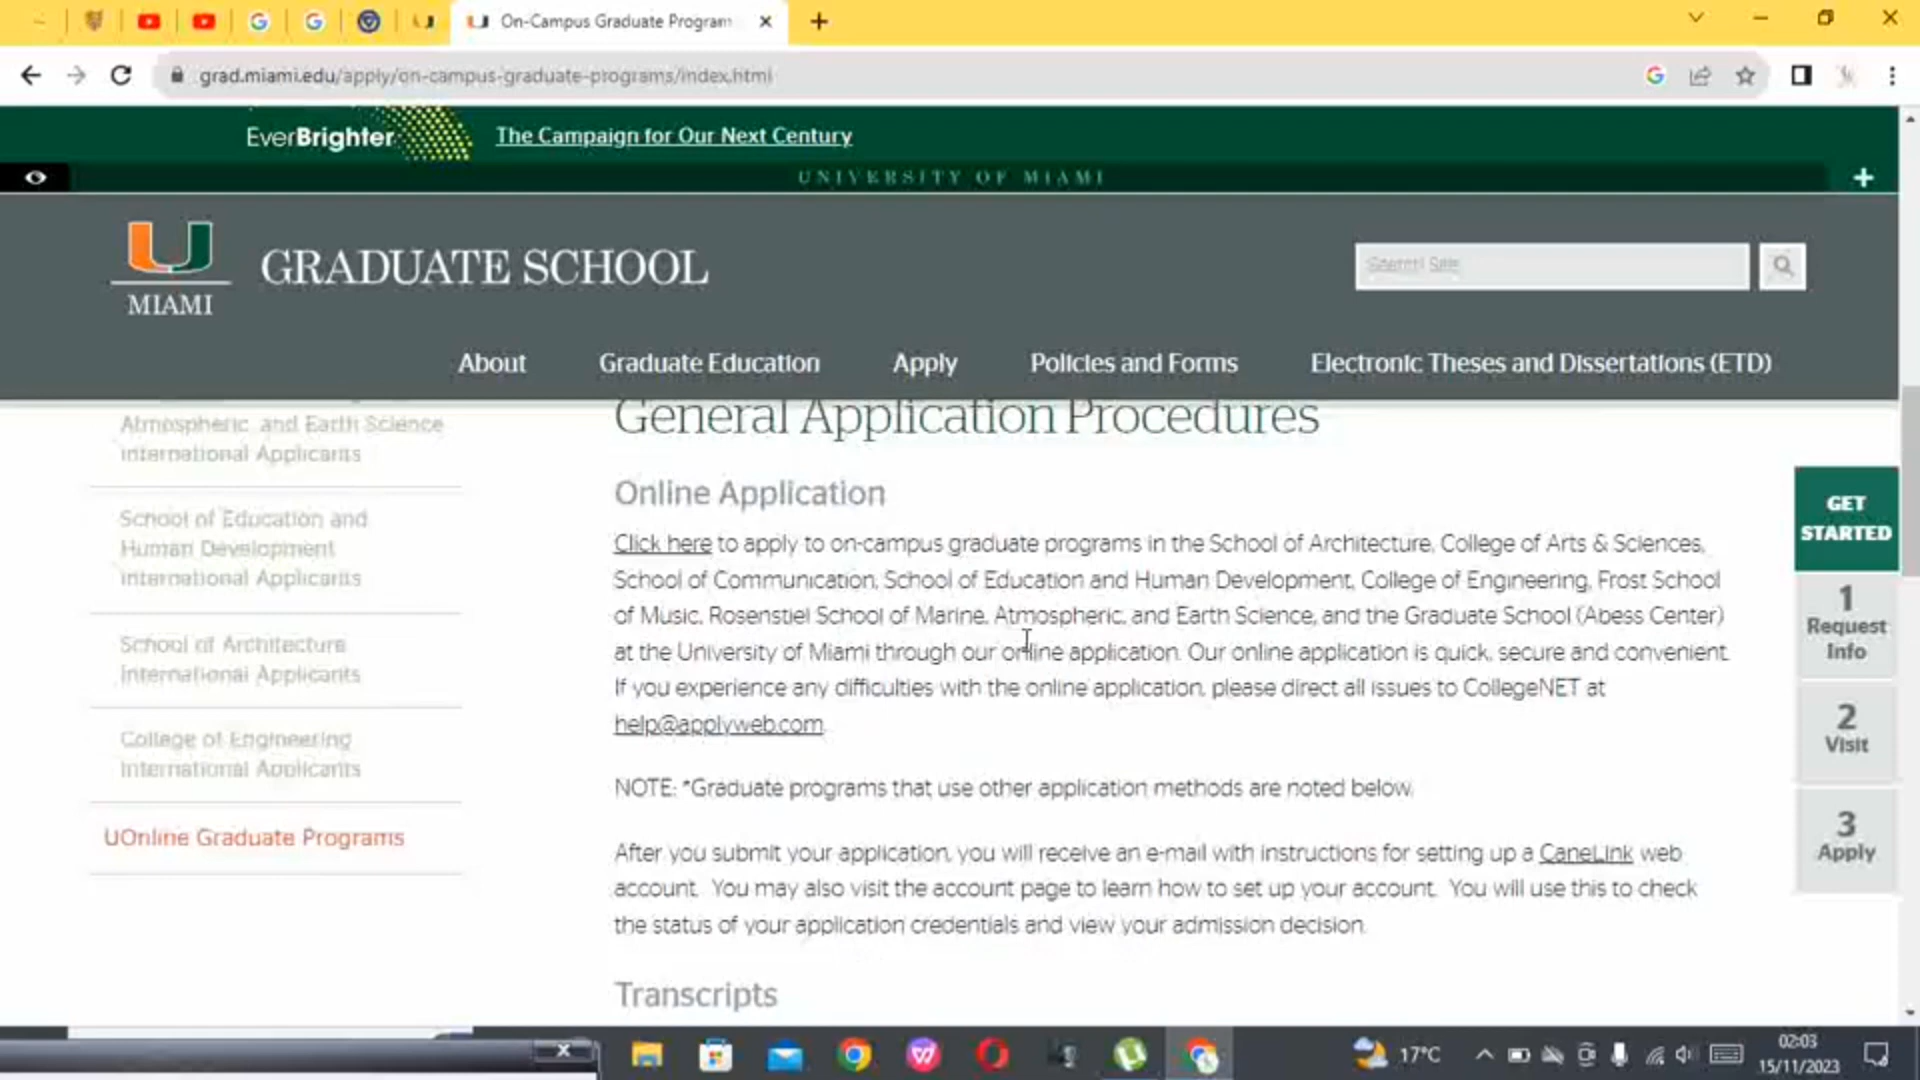 On-Campus Graduate Program
grad.miami.edu/apply/on-campus-graduate-programs/index.html
EverBrighter
The Campaign for Our Next Century
UNIVERSITY OF MIAMI
MIAMI
GRADUATE SCHOOL
Search Site
About
Graduate Education
Apply
Policies and Forms
Electronic Theses and Dissertations (ETD)
Atmospheric, and Earth Science
International Applicants
School of Education and
Human Development
International Applicants
School of Architecture
International Applicants
College of Engineering
International Applicants
UOnline Graduate Programs
General Application Procedures
Online Application
Click here to apply to on-campus graduate programs in the School of Architecture, College of Arts & Sciences,
School of Communication, School of Education and Human Development, College of Engineering, Frost School
of Music, Rosenstiel School of Marine, Atmospheric, and Earth Science, and the Graduate School (Abess Center)
at the University of Miami through our online application. Our online application is quick, secure and convenient.
If you experience any difficulties with the online application, please direct all issues to CollegeNET at
help@applyweb.com.
NOTE: *Graduate programs that use other application methods are noted below.
After you submit your application, you will receive an e-mail with instructions for setting up a CaneLink web
account. You may also visit the account page to learn how to set up your account. You will use this to check
the status of your application credentials and view your admission decision.
Transcripts
GET
STARTED
1
Request
Info
2
Visit
3
Apply
17°C
02:03
15/11/2023